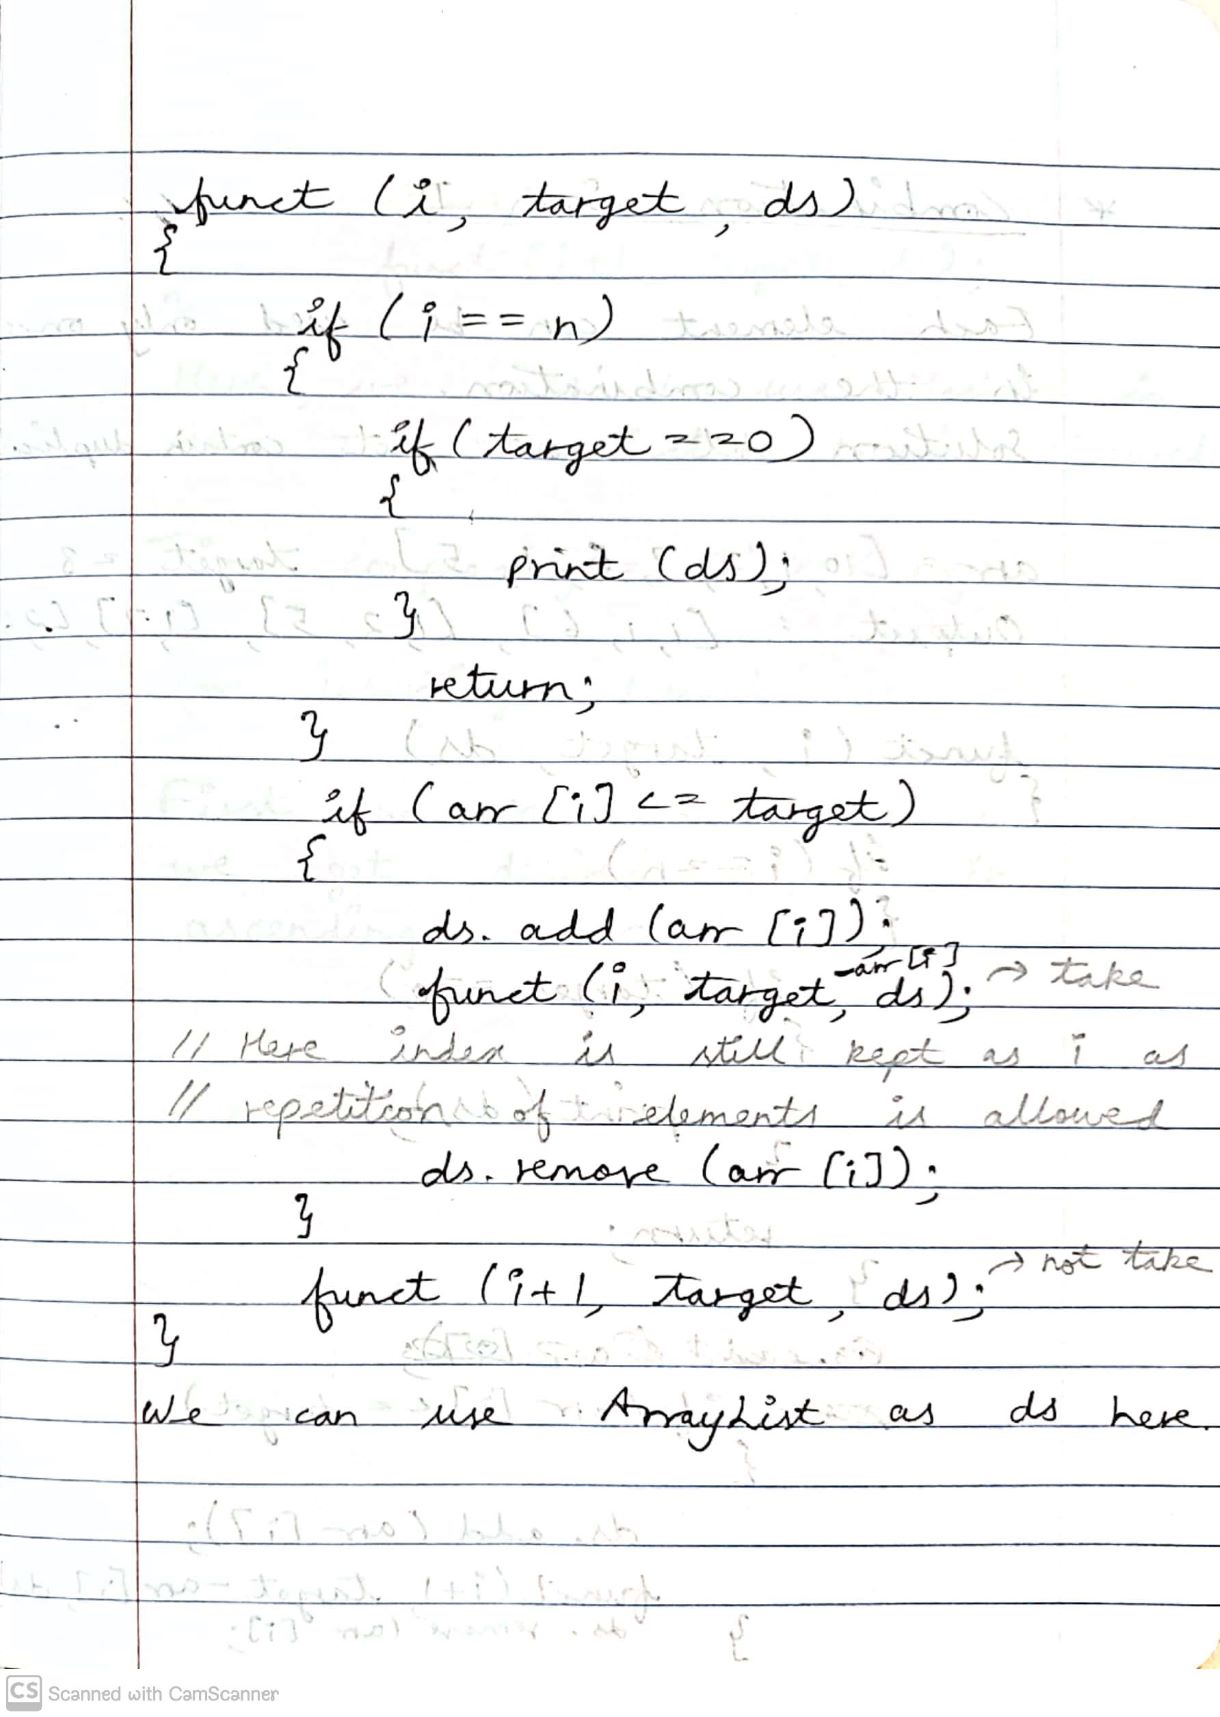 funct (i, target, ds)
{
if (i == n)
{
if (target ==0)
{
print (ds);
}
return;
}
if (arr [i] <= target)
{
ds. add (arr [i]);
funct (i, target -arr [i], ds); → take
// Here index is still kept as i as
// repetition of elements is allowed
ds. remove (arr [i]);
}
funct (i+1, target, ds); → not take
}
We can use ArrayList as ds here.
CS Scanned with CamScanner